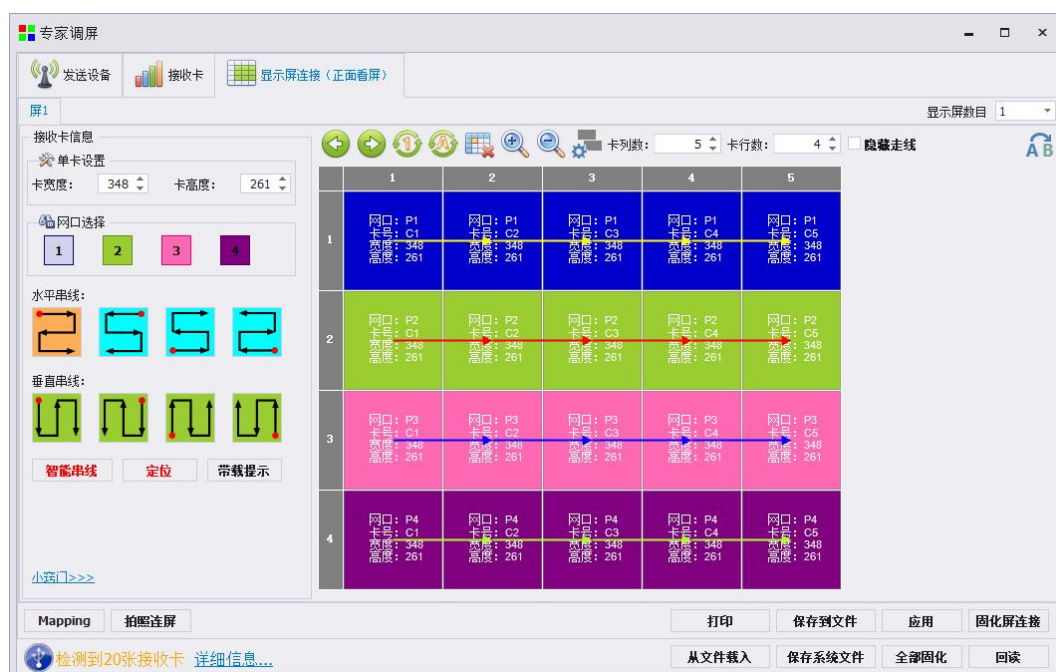 专家调屏
发送设备 接收卡 显示屏连接（正面看屏）
屏1 显示屏数目 1
接收卡信息
单卡设置
卡宽度： 348 卡高度： 261
网口选择
1 2 3 4
水平串线：
垂直串线：
智能串线 定位 带载提示
小窍门>>>
卡列数： 5 卡行数： 4 隐藏走线
A B
1 2 3 4 5
1
网口：P1 网口：P1 网口：P1 网口：P1 网口：P1
卡号：C1 卡号：C2 卡号：C3 卡号：C4 卡号：C5
宽度：348 宽度：348 宽度：348 宽度：348 宽度：348
高度：261 高度：261 高度：261 高度：261 高度：261
2
网口：P2 网口：P2 网口：P2 网口：P2 网口：P2
卡号：C1 卡号：C2 卡号：C3 卡号：C4 卡号：C5
宽度：348 宽度：348 宽度：348 宽度：348 宽度：348
高度：261 高度：261 高度：261 高度：261 高度：261
3
网口：P3 网口：P3 网口：P3 网口：P3 网口：P3
卡号：C1 卡号：C2 卡号：C3 卡号：C4 卡号：C5
宽度：348 宽度：348 宽度：348 宽度：348 宽度：348
高度：261 高度：261 高度：261 高度：261 高度：261
4
网口：P4 网口：P4 网口：P4 网口：P4 网口：P4
卡号：C1 卡号：C2 卡号：C3 卡号：C4 卡号：C5
宽度：348 宽度：348 宽度：348 宽度：348 宽度：348
高度：261 高度：261 高度：261 高度：261 高度：261
Mapping 拍照连屏 打印 保存到文件 应用 固化屏连接
检测到20张接收卡 详细信息... 从文件载入 保存系统文件 全部固化 回读